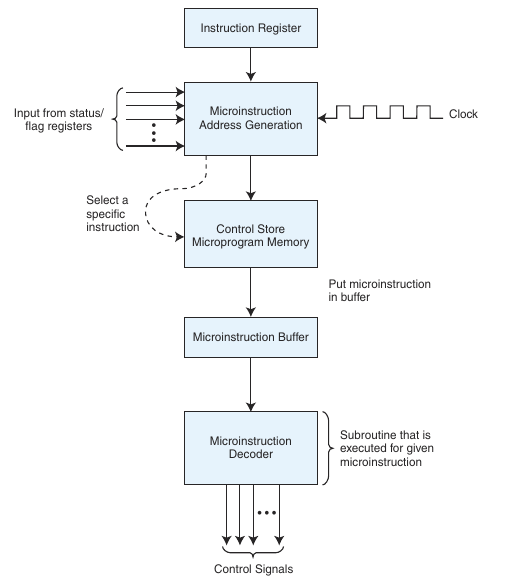 Instruction Register
Input from status/
flag registers
Microinstruction
Address Generation
Clock
Select a
specific
instruction
Control Store
Microprogram Memory
Put microinstruction
in buffer
Microinstruction Buffer
Microinstruction
Decoder
Subroutine that is
executed for given
microinstruction
Control Signals